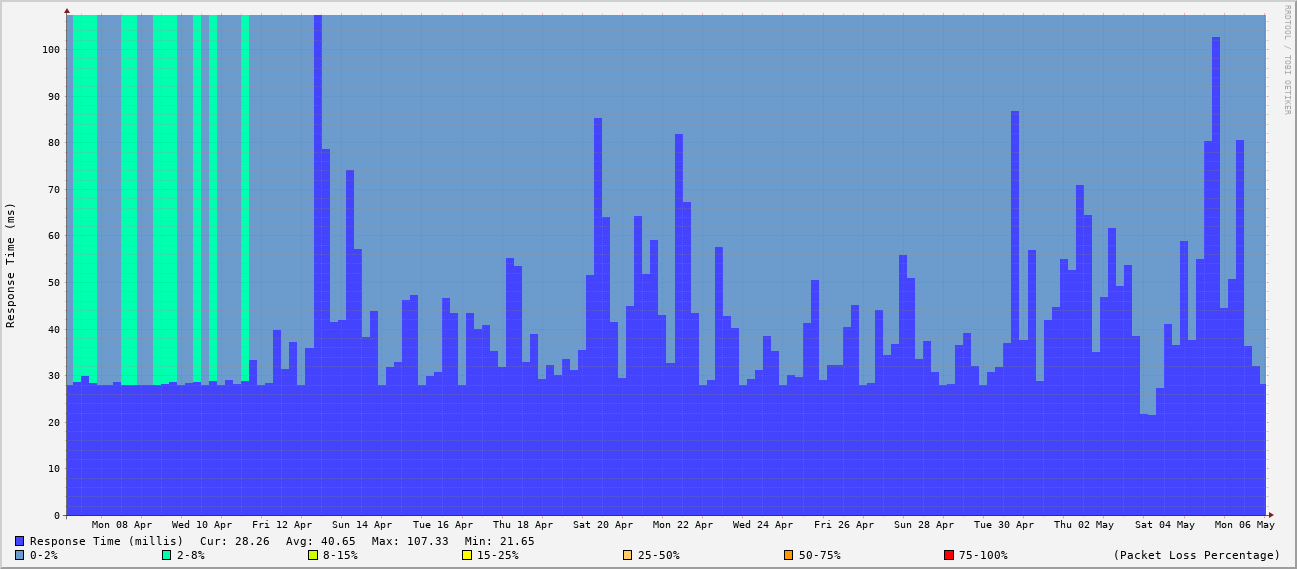 RRDTOOL / TOBI OETIKER
Response Time (ms)
100
90
80
70
60
50
40
30
20
10
0
Mon 08 Apr Wed 10 Apr Fri 12 Apr Sun 14 Apr Tue 16 Apr Thu 18 Apr Sat 20 Apr Mon 22 Apr Wed 24 Apr Fri 26 Apr Sun 28 Apr Tue 30 Apr Thu 02 May Sat 04 May Mon 06 May
Response Time (millis) Cur: 28.26 Avg: 40.65 Max: 107.33 Min: 21.65
0-2% 2-8% 8-15% 15-25% 25-50% 50-75% 75-100% (Packet Loss Percentage)